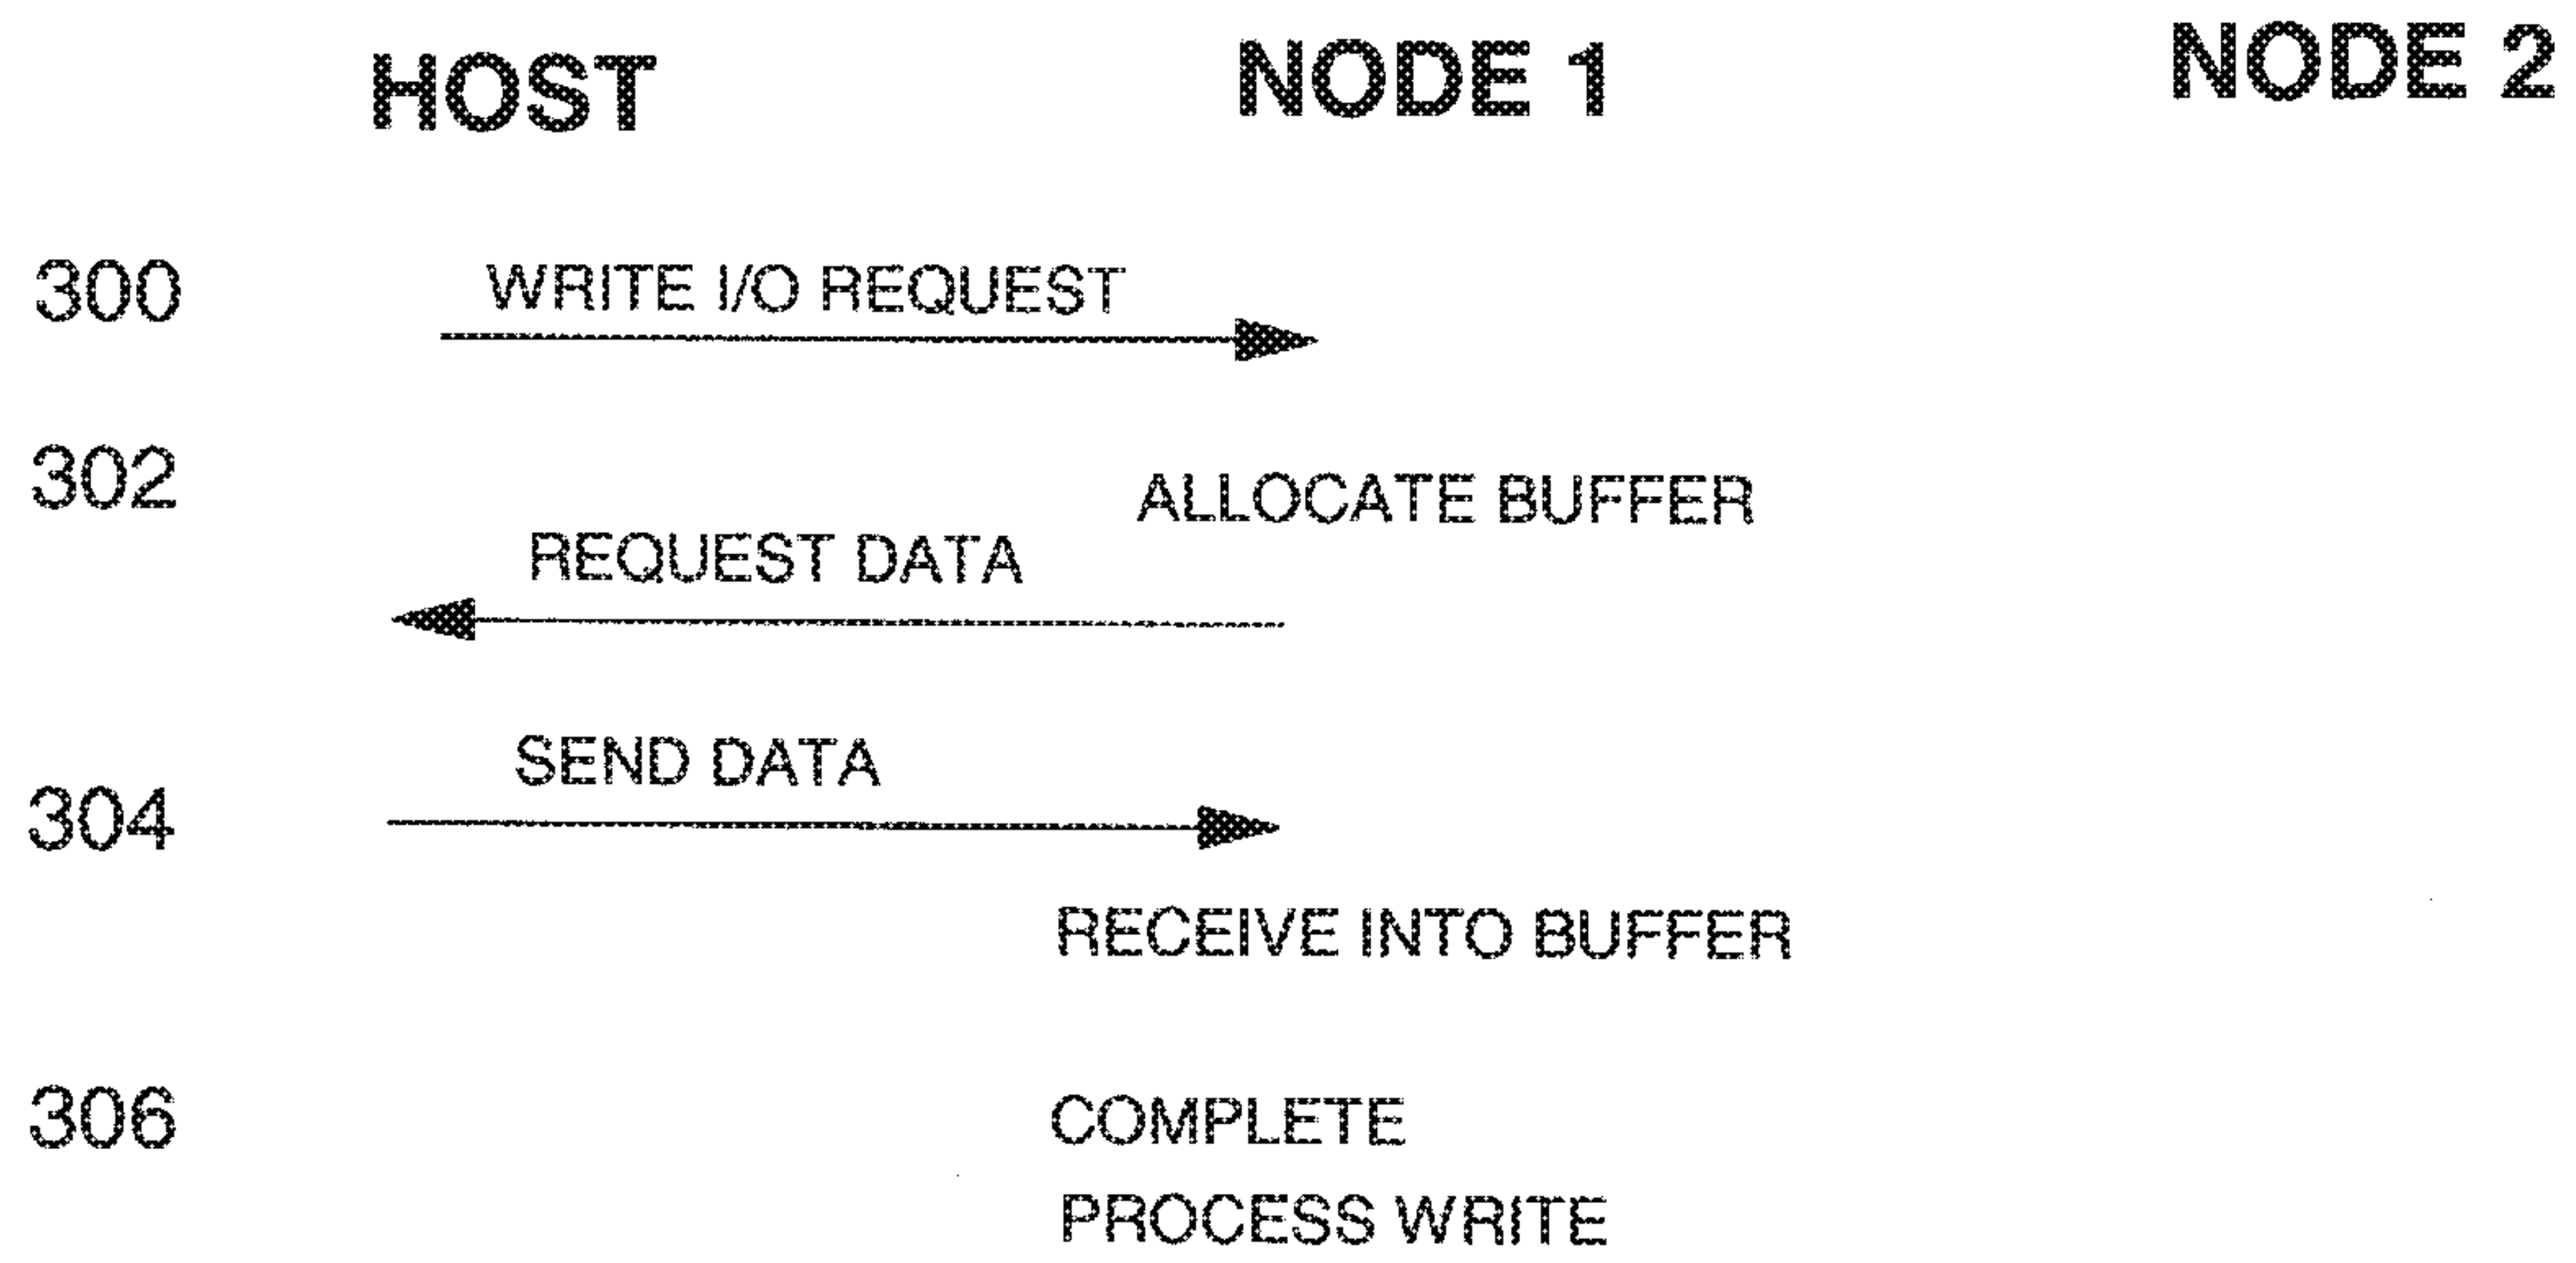 HOST NODE 1 NODE 2
300 WRITE I/O REQUEST
302 ALLOCATE BUFFER
REQUEST DATA
SEND DATA
304
RECEIVE INTO BUFFER
306 COMPLETE
PROCESS WRITE